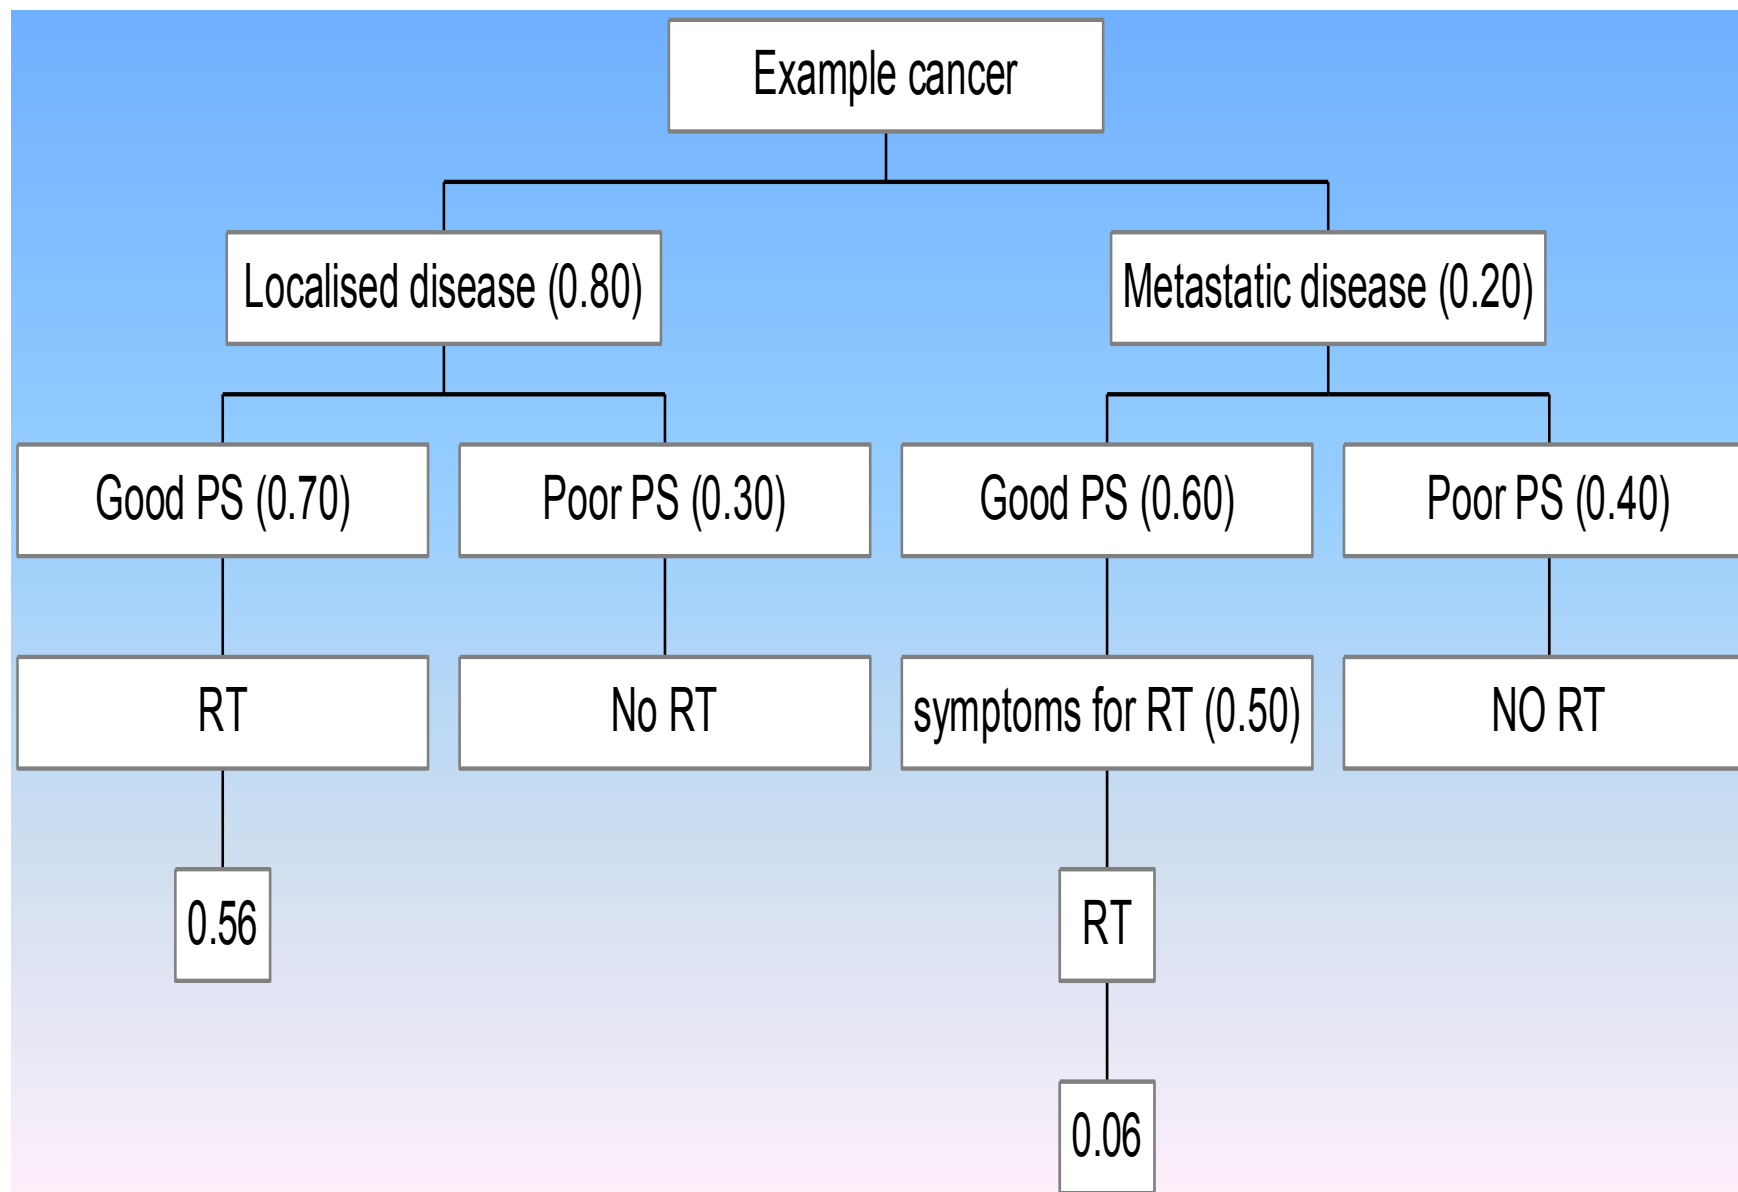 Example cancer
Localised disease (0.80)
Metastatic disease (0.20)
Good PS (0.70)
Poor PS (0.30)
Good PS (0.60)
Poor PS (0.40)
RT
No RT
symptoms for RT (0.50)
NO RT
0.56
RT
0.06